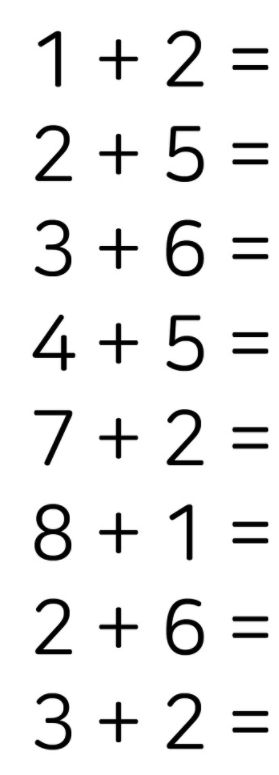 1 + 2 =
2 + 5 =
3 + 6 =
4 + 5 =
7 + 2 =
8 + 1 =
2 + 6 =
3 + 2 =